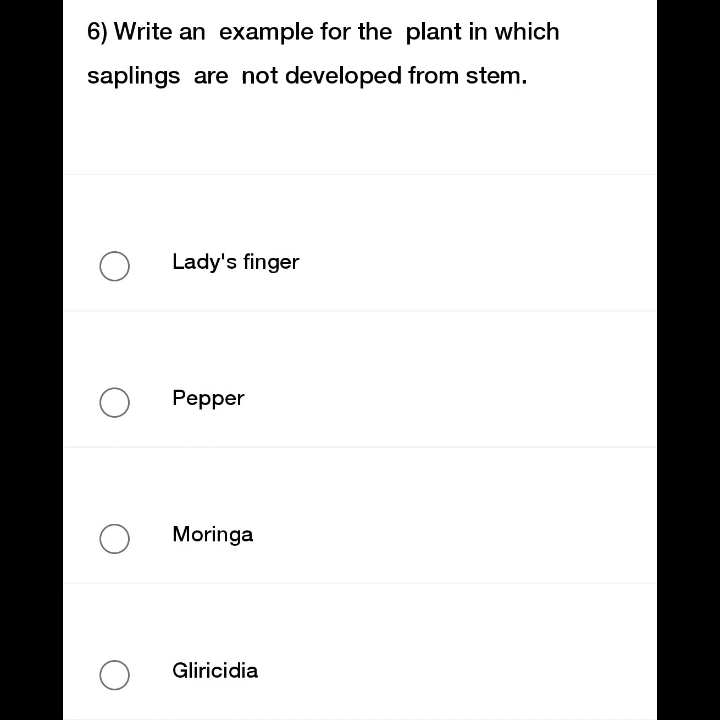 6) Write an example for the plant in which
saplings are not developed from stem.
Lady's finger
Pepper
Moringa
Gliricidia